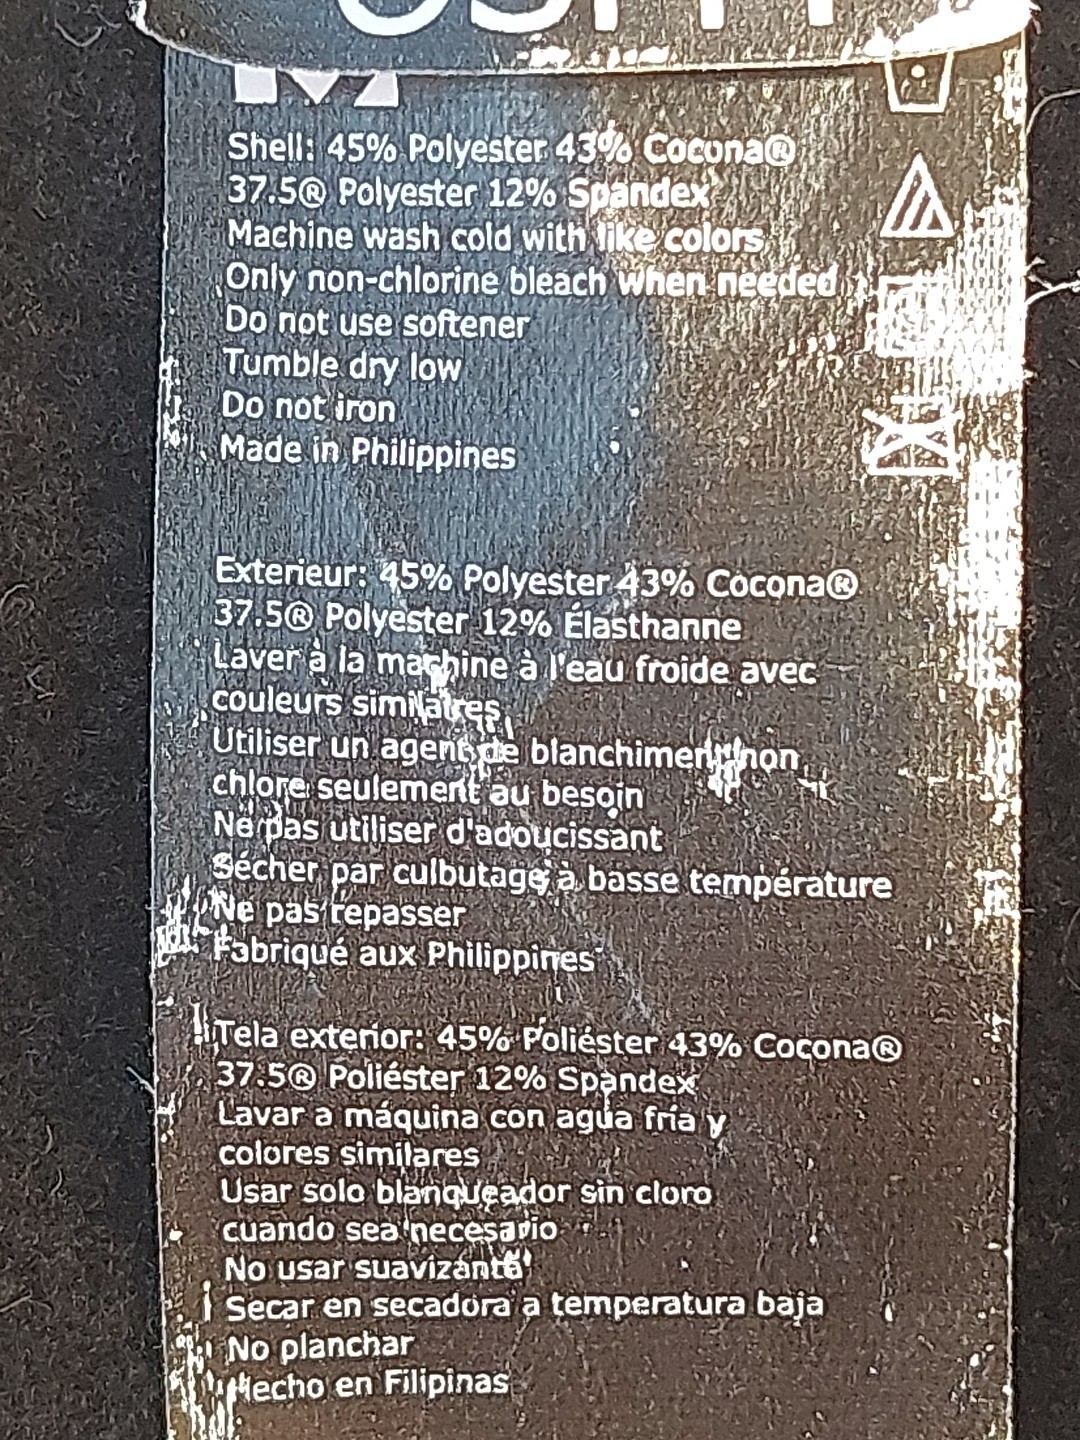 Shell: 45% Polyester 43% Cocona®
37.5® Polyester 12% Spandex
Machine wash cold with like colors
Only non-chlorine bleach when needed
Do not use softener
Tumble dry low
Do not iron
Made in Philippines
Exterieur: 45% Polyester 43% Cocona®
37.5® Polyester 12% Élasthanne
Laver à la machine à l'eau froide avec
couleurs similaires
Utiliser un agent de blanchiment non
chlore seulement au besoin
Ne pas utiliser d'adoucissant
Sécher par culbutage à basse température
Ne pas repasser
Fabriqué aux Philippines
Tela exterior: 45% Poliéster 43% Cocona®
37.5® Poliéster 12% Spandex
Lavar a máquina con agua fría y
colores similares
Usar solo blanqueador sin cloro
cuando sea necesario
No usar suavizante
Secar en secadora a temperatura baja
No planchar
Hecho en Filipinas